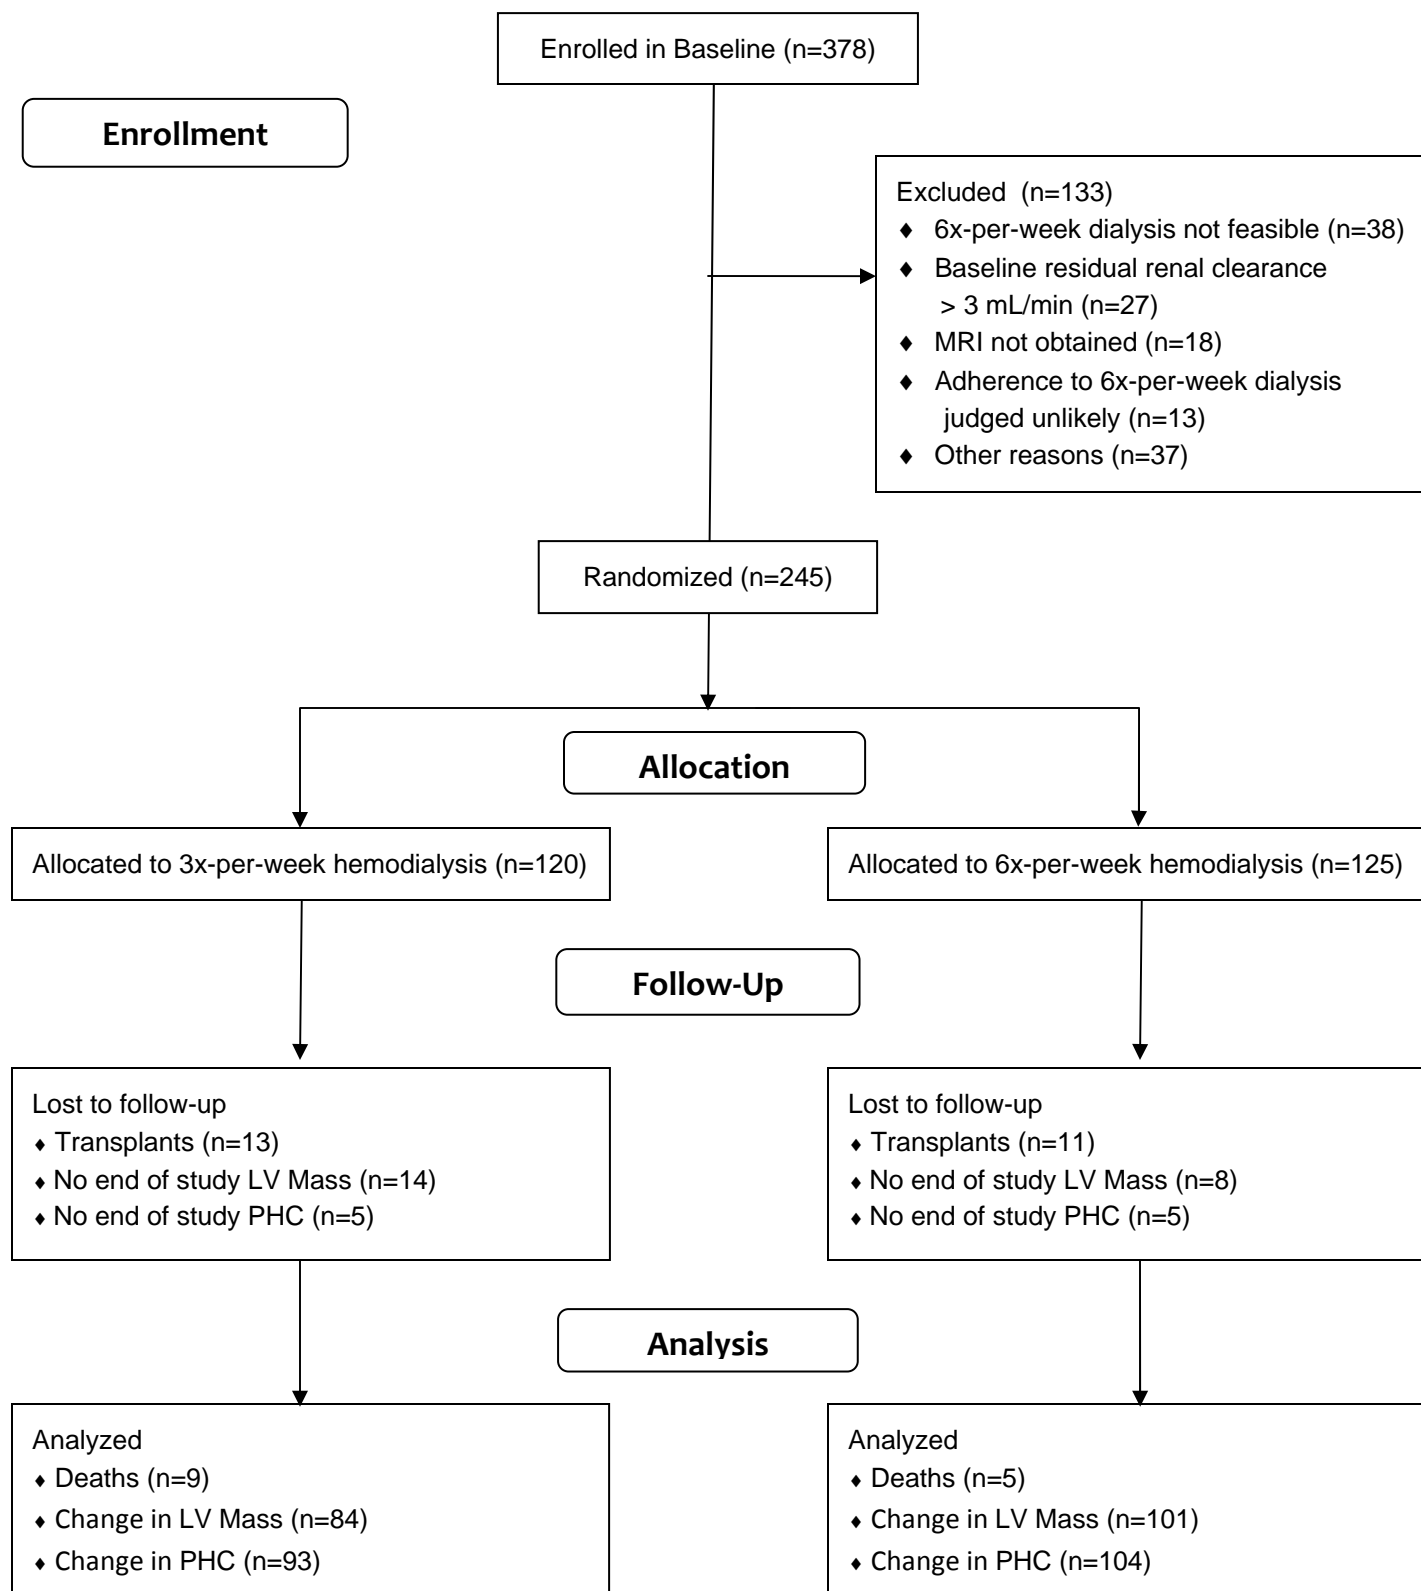 Enrolled in Baseline (n=378)
Enrollment
Excluded (n=133)
♦ 6x-per-week dialysis not feasible (n=38)
♦ Baseline residual renal clearance
> 3 mL/min (n=27)
♦ MRI not obtained (n=18)
♦ Adherence to 6x-per-week dialysis
judged unlikely (n=13)
♦ Other reasons (n=37)
Randomized (n=245)
Allocation
Allocated to 3x-per-week hemodialysis (n=120)
Allocated to 6x-per-week hemodialysis (n=125)
Follow-Up
Lost to follow-up
♦ Transplants (n=13)
♦ No end of study LV Mass (n=14)
♦ No end of study PHC (n=5)
Lost to follow-up
♦ Transplants (n=11)
♦ No end of study LV Mass (n=8)
♦ No end of study PHC (n=5)
Analysis
Analyzed
♦ Deaths (n=9)
♦ Change in LV Mass (n=84)
♦ Change in PHC (n=93)
Analyzed
♦ Deaths (n=5)
♦ Change in LV Mass (n=101)
♦ Change in PHC (n=104)